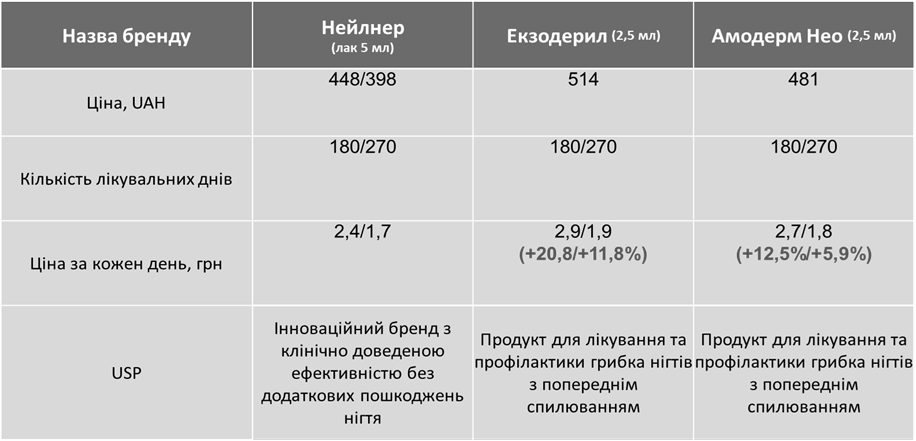 Назва бренду
Нейлнер
(лак 5 мл)
Екзодерил (2,5 мл)
Амодерм Нео (2,5 мл)
Ціна, UAH
448/398
514
481
Кількість лікувальних днів
180/270
180/270
180/270
Ціна за кожен день, грн
2,4/1,7
2,9/1,9
(+20,8/+11,8%)
2,7/1,8
(+12,5%/+5,9%)
USP
Інноваційний бренд з
клінічно доведеною
ефективністю без
додаткових пошкоджень
нігтя
Продукт для лікування та
профілактики грибка нігтів
з попереднім
спилюванням
Продукт для лікування та
профілактики грибка нігтів
з попереднім
спилюванням